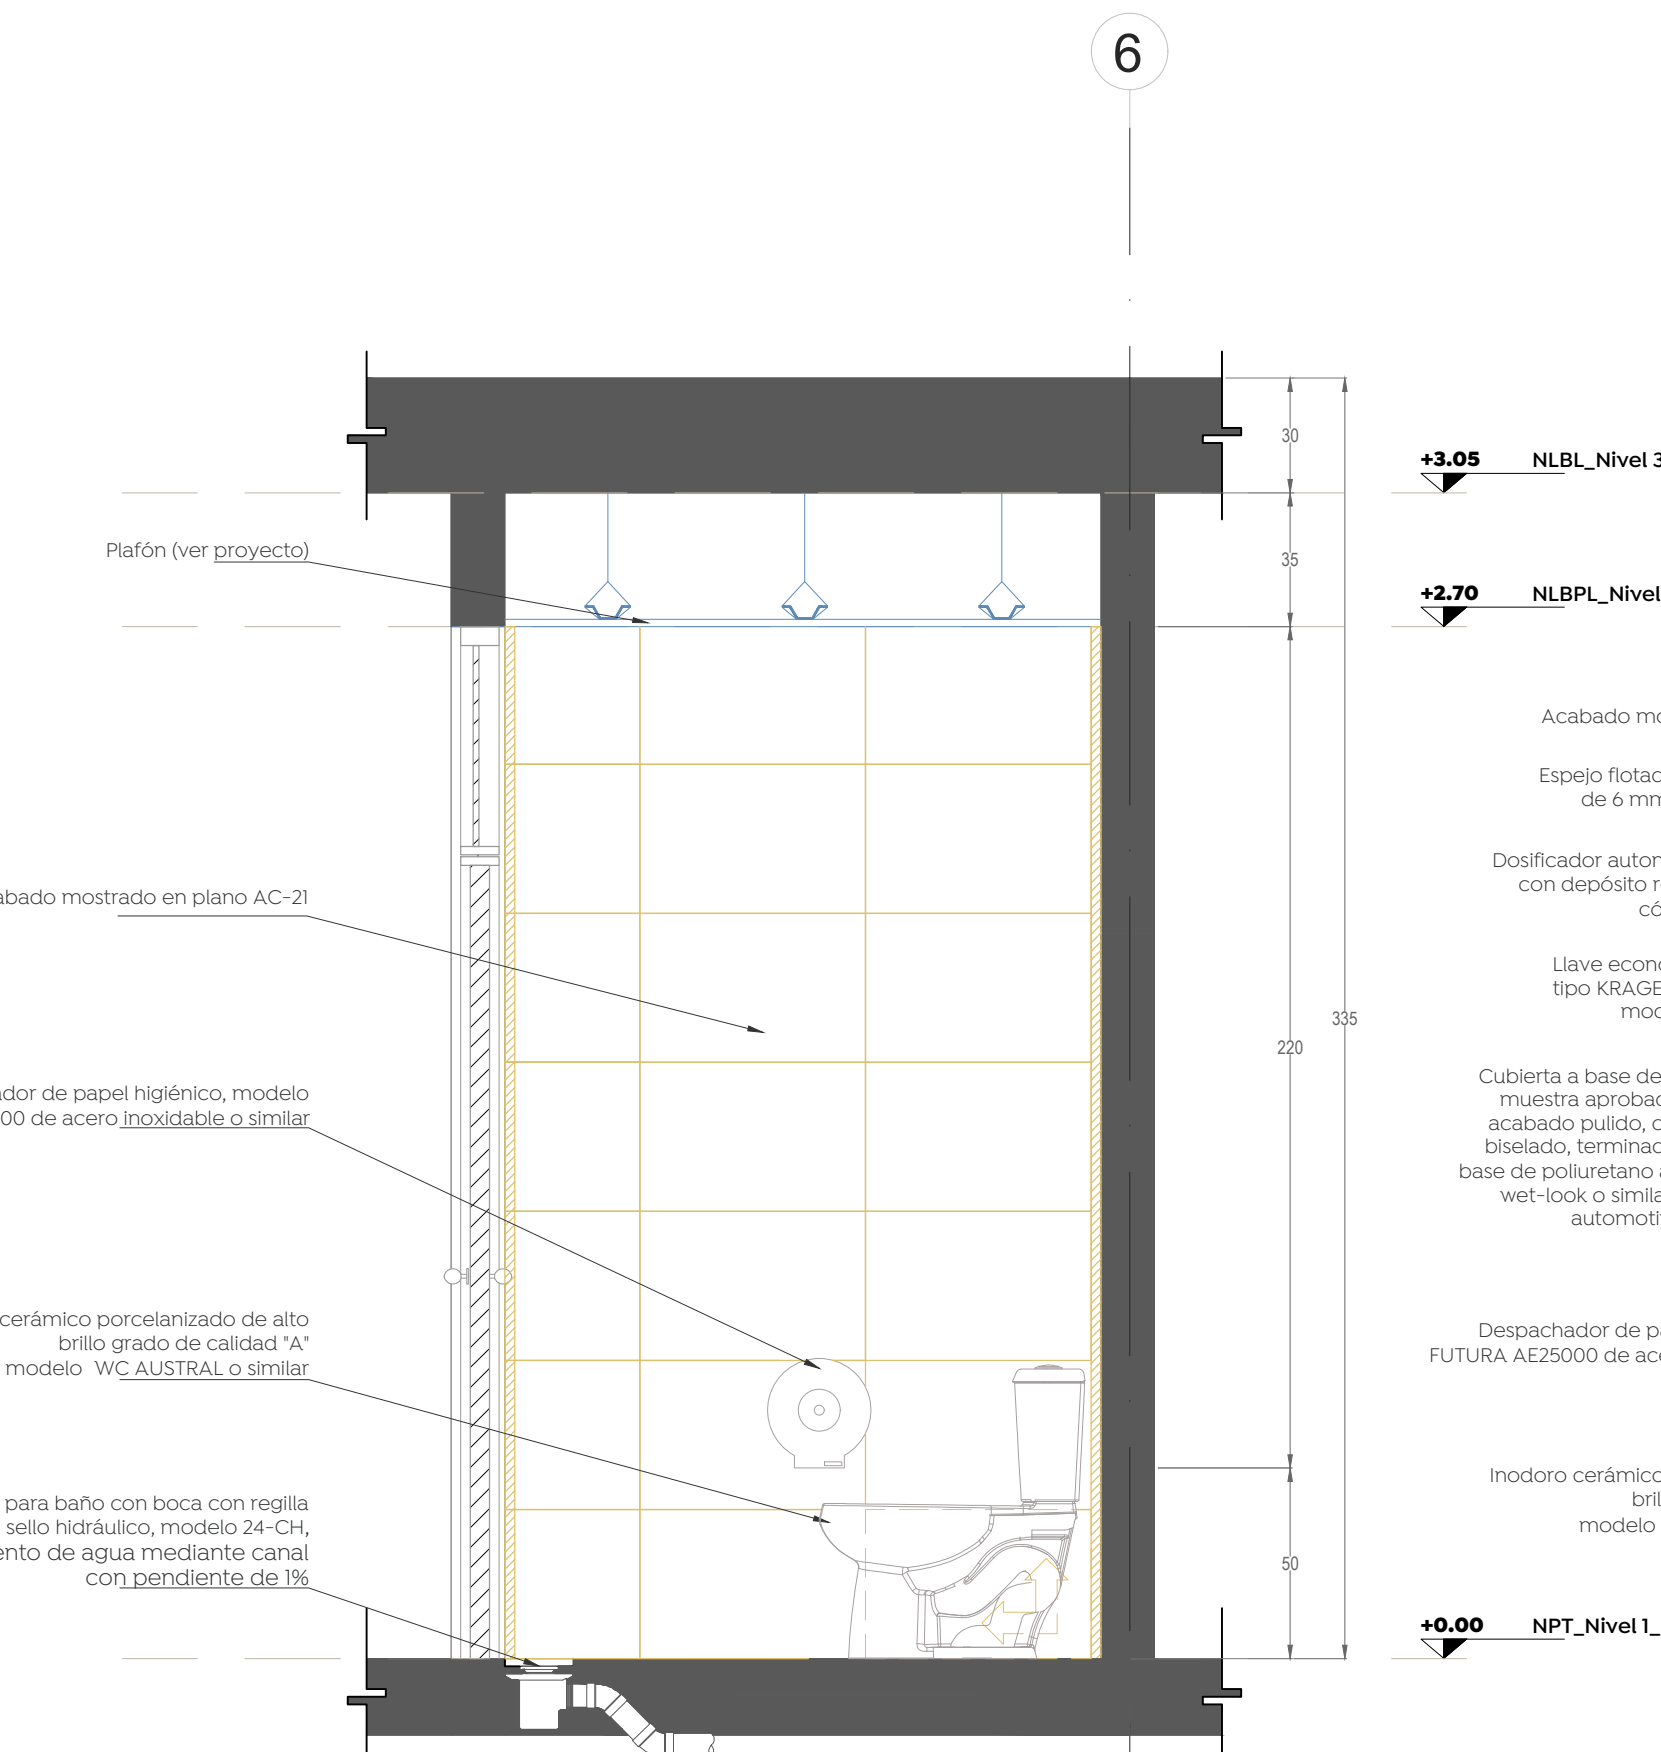 6
30
+3.05 NLBL_Nivel 3
Plafón (ver proyecto)
35
+2.70 NLBPL_Nivel
Acabado mo
Espejo flotad
de 6 mm
Dosificador auton
con depósito r
có
abado mostrado en plano AC-21
Llave econo
tipo KRAGE
mod
335
220
ador de papel higiénico, modelo
00 de acero inoxidable o similar
Cubierta a base de
muestra aprobad
acabado pulido, c
biselado, terminad
base de poliuretano a
wet-look o simila
automoti
cerámico porcelanizado de alto
brillo grado de calidad "A"
modelo WC AUSTRAL o similar
Despachador de pa
FUTURA AE25000 de ace
para baño con boca con regilla
sello hidráulico, modelo 24-CH,
ento de agua mediante canal
con pendiente de 1%
Inodoro cerámico
bril
modelo
50
+0.00 NPT_Nivel 1_